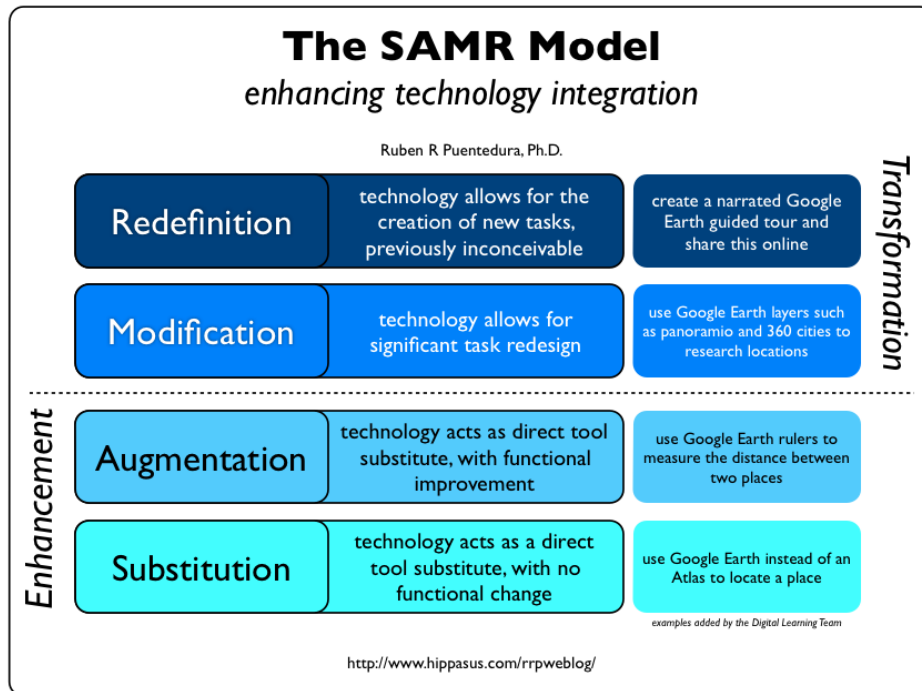 The SAMR Model
enhancing technology integration
Ruben R Puentedura, Ph.D.
Transformation
Redefinition
technology allows for the
creation of new tasks,
previously inconceivable
create a narrated Google
Earth guided tour and
share this online
Modification
technology allows for
significant task redesign
use Google Earth layers such
as panoramio and 360 cities to
research locations
Enhancement
Augmentation
technology acts as direct tool
substitute, with functional
improvement
use Google Earth rulers to
measure the distance between
two places
Substitution
technology acts as a direct
tool substitute, with no
functional change
use Google Earth instead of an
Atlas to locate a place
examples added by the Digital Learning Team
http://www.hippasus.com/rrpweblog/